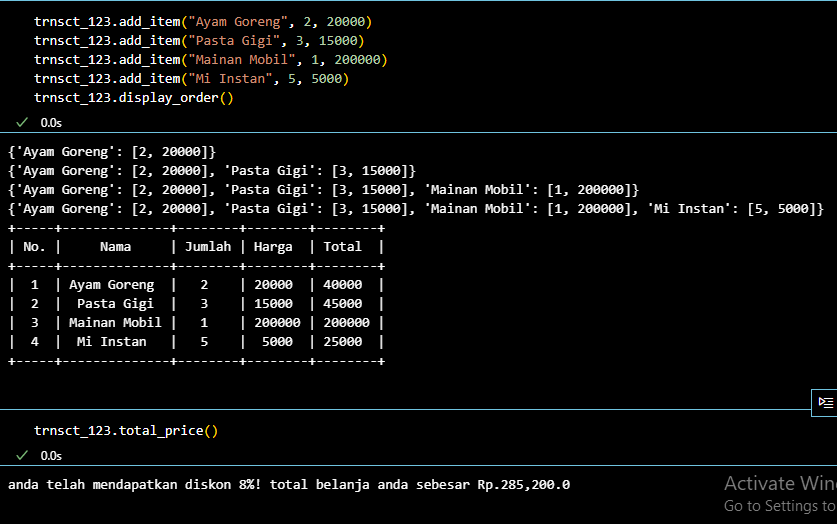 trnsct_123.add_item("Ayam Goreng", 2, 20000)
trnsct_123.add_item("Pasta Gigi", 3, 15000)
trnsct_123.add_item("Mainan Mobil", 1, 200000)
trnsct_123.add_item("Mi Instan", 5, 5000)
trnsct_123.display_order()
0.0s
{'Ayam Goreng': [2, 20000]}
{'Ayam Goreng': [2, 20000], 'Pasta Gigi': [3, 15000]}
{'Ayam Goreng': [2, 20000], 'Pasta Gigi': [3, 15000], 'Mainan Mobil': [1, 200000]}
{'Ayam Goreng': [2, 20000], 'Pasta Gigi': [3, 15000], 'Mainan Mobil': [1, 200000], 'Mi Instan': [5, 5000]}
+-----+--------------+--------+--------+--------+
| No. |     Nama     | Jumlah | Harga  | Total  |
+-----+--------------+--------+--------+--------+
|  1  | Ayam Goreng  |   2    | 20000  | 40000  |
|  2  |  Pasta Gigi  |   3    | 15000  | 45000  |
|  3  | Mainan Mobil |   1    | 200000 | 200000 |
|  4  |  Mi Instan   |   5    |  5000  | 25000  |
+-----+--------------+--------+--------+--------+
trnsct_123.total_price()
0.0s
anda telah mendapatkan diskon 8%! total belanja anda sebesar Rp.285,200.0
Activate Win
Go to Settings to